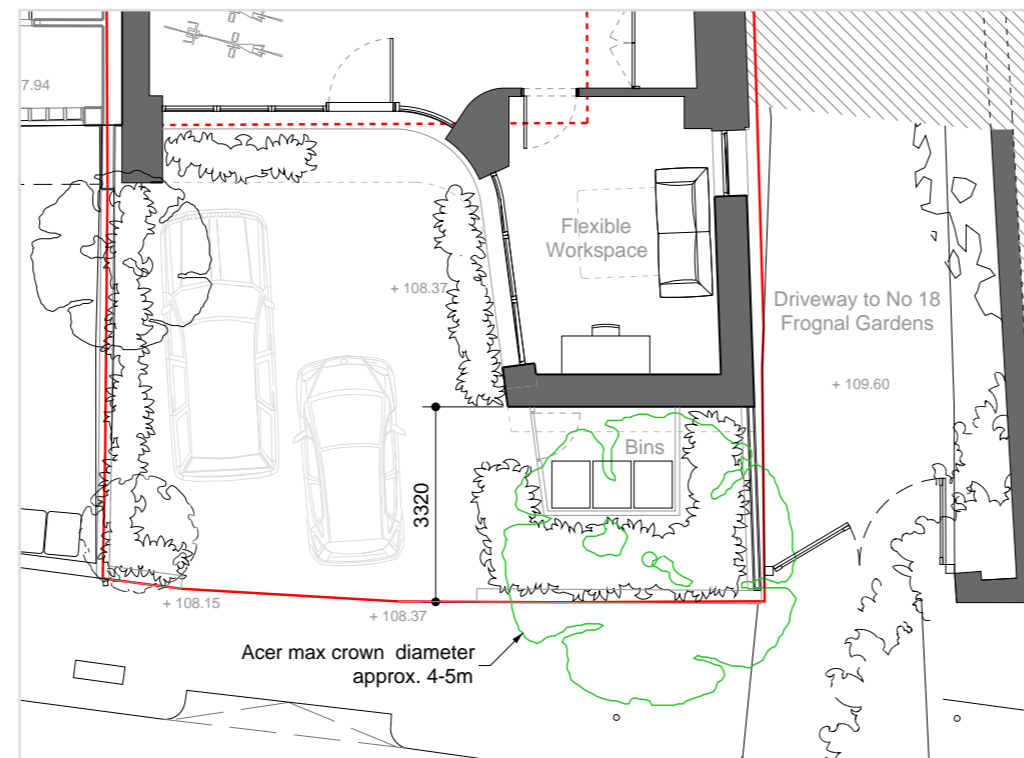 7.94
Flexible
Workspace
+ 108.37
Driveway to No 18
Frognal Gardens
+ 109.60
Bins
3320
+ 108.15
+ 108.37
Acer max crown diameter
approx. 4-5m